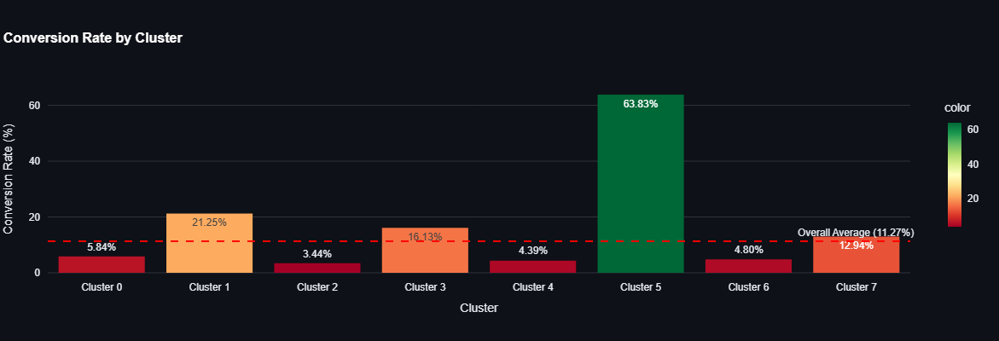 Conversion Rate by Cluster
Conversion Rate (%)
60
40
20
0
5.84%
21.25%
3.44%
16.13%
4.39%
63.83%
4.80%
12.94%
Overall Average (11.27%)
Cluster 0
Cluster 1
Cluster 2
Cluster 3
Cluster 4
Cluster 5
Cluster 6
Cluster 7
Cluster
color
60
40
20